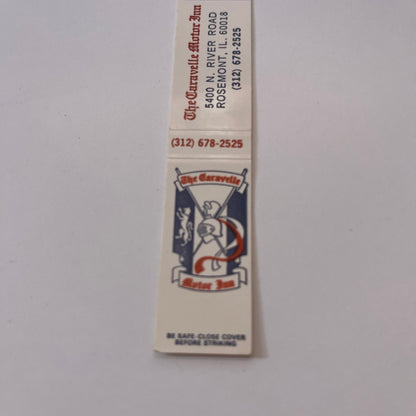 The Caravelle Motor Inn
5400 N. RIVER ROAD
ROSEMONT, IL. 60018
(312) 678-2525
(312) 678-2525
The Caravelle
Motor Inn
BE SAFE-CLOSE COVER
BEFORE STRIKING